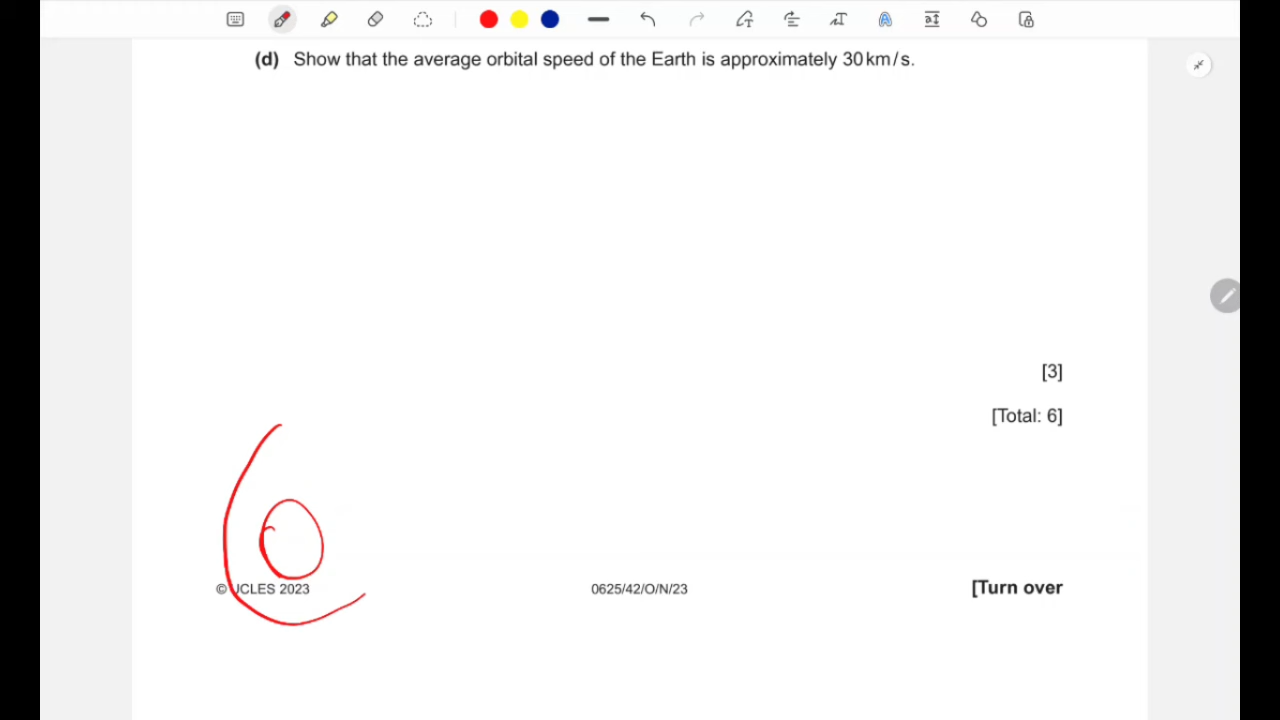 (d) Show that the average orbital speed of the Earth is approximately 30 km / s.
[3]
[Total: 6]
© UCLES 2023 0625/42/O/N/23 [Turn over